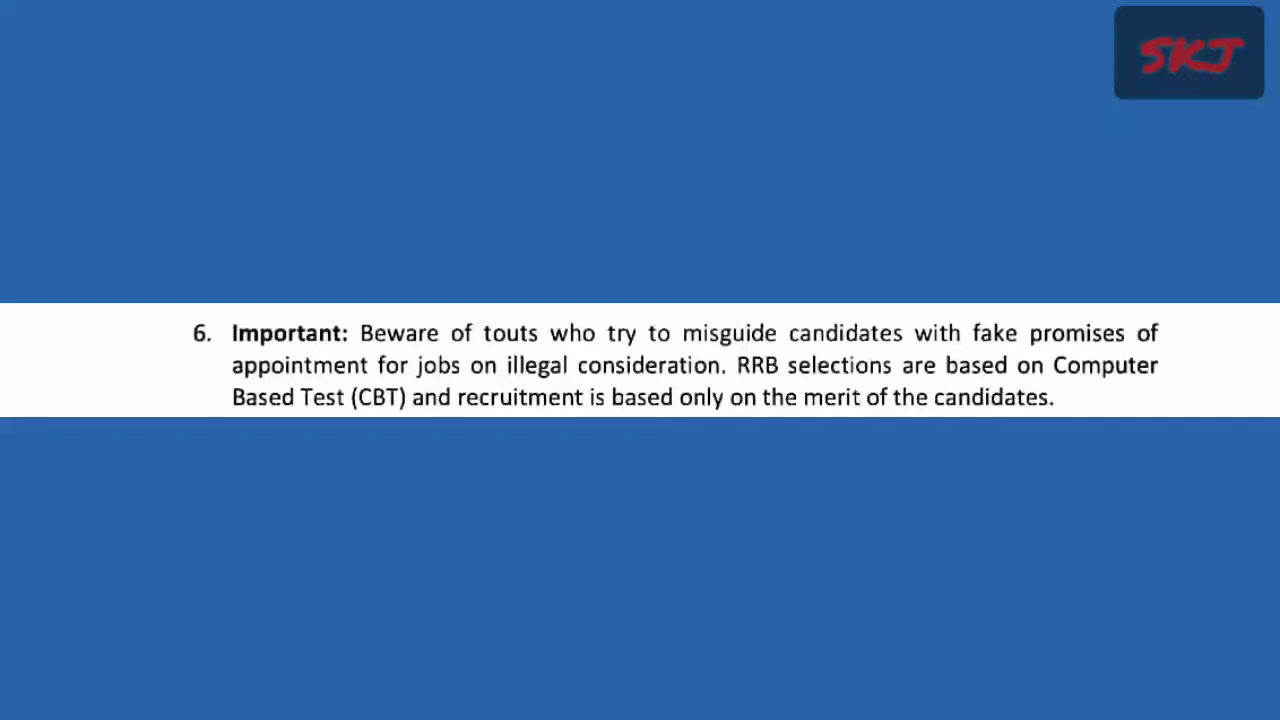 SKJ
6. Important: Beware of touts who try to misguide candidates with fake promises of
appointment for jobs on illegal consideration. RRB selections are based on Computer
Based Test (CBT) and recruitment is based only on the merit of the candidates.